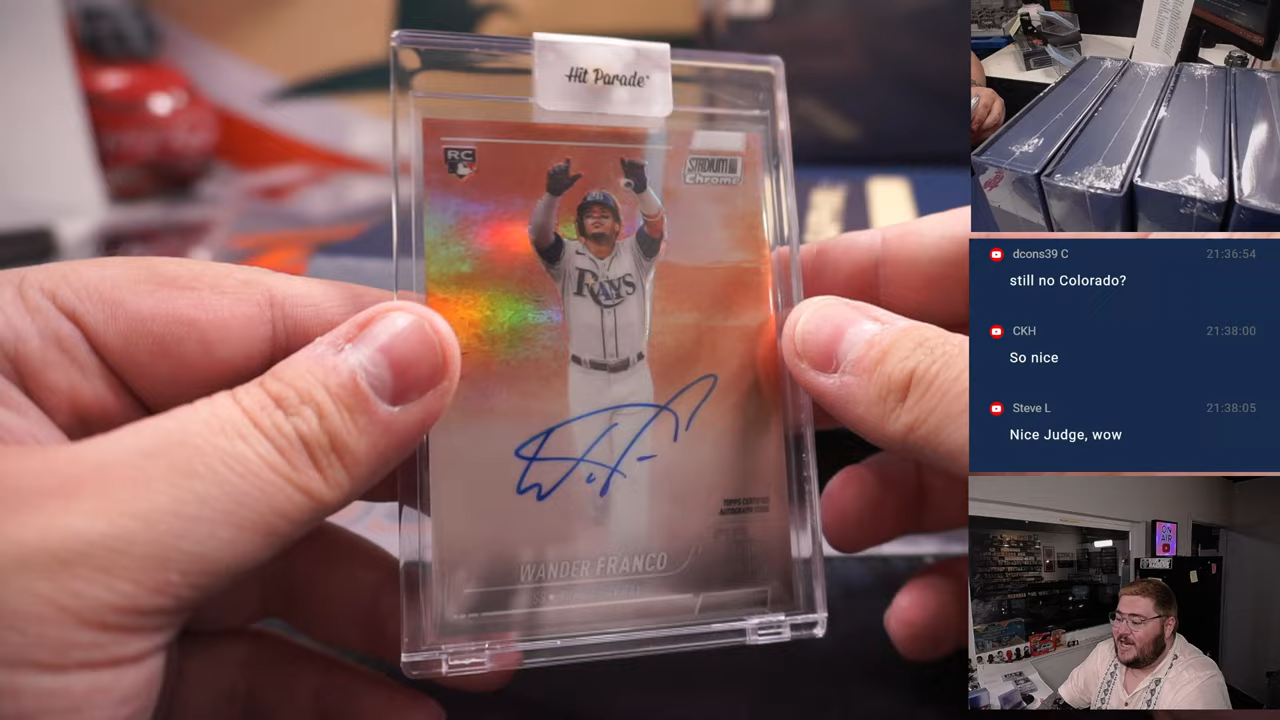 Hit Parade
RC
STADIUM
Chrome
RAYS
TOPPS CERTIFIED
AUTOGRAPH ISSUE
WANDER FRANCO
dcons39 C 21:36:54
still no Colorado?
CKH 21:38:00
So nice
Steve L 21:38:05
Nice Judge, wow
ON
AIR